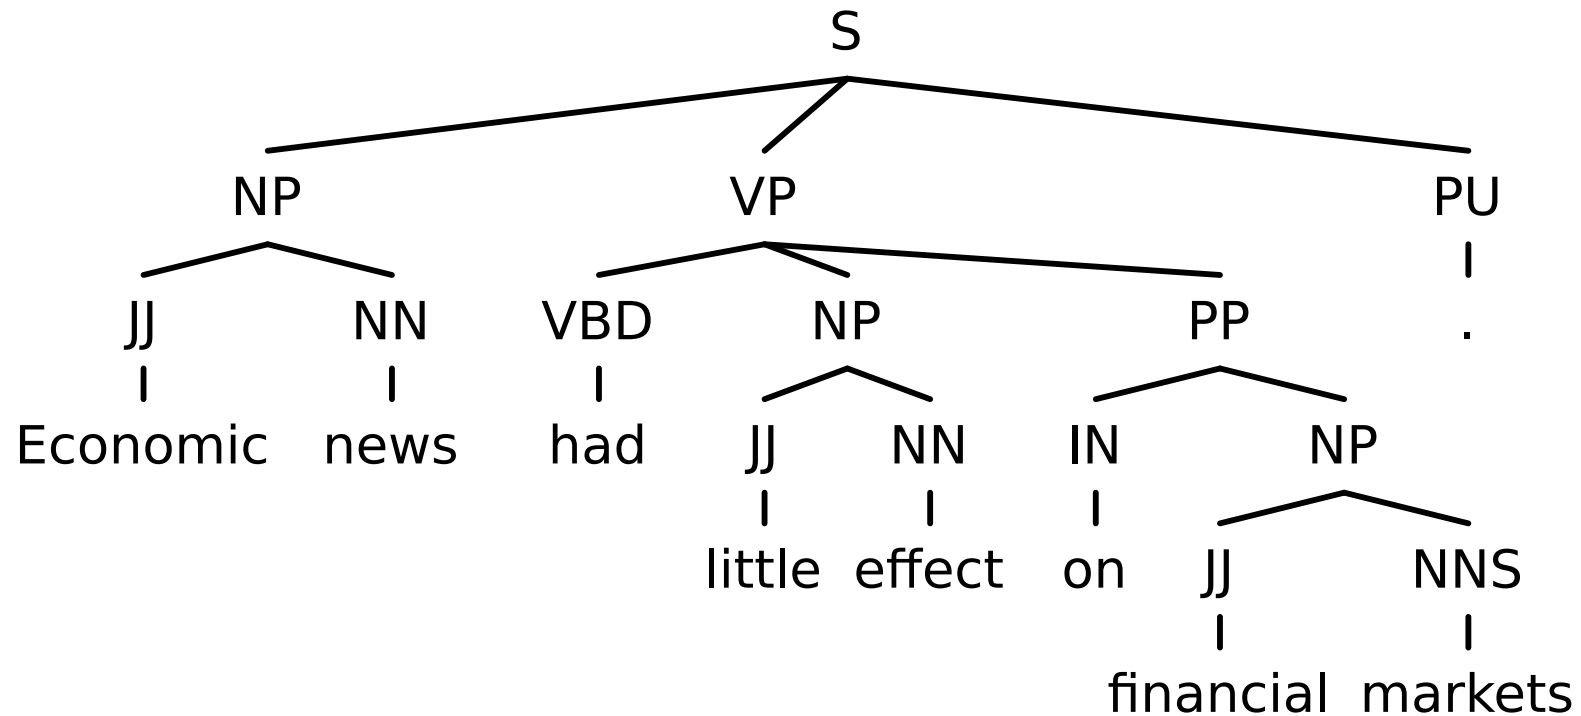 S
NP VP PU
JJ NN VBD NP PP .
Economic news had JJ NN IN NP
little effect on JJ NNS
financial markets